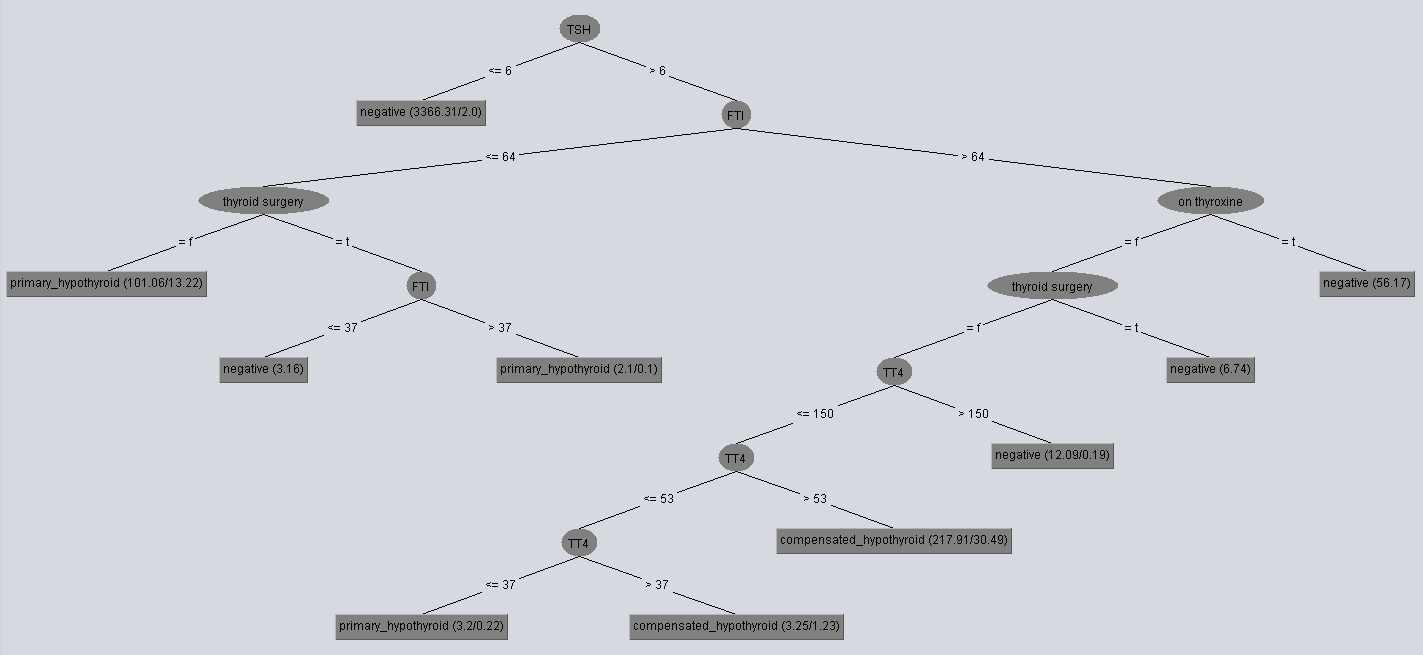 TSH
<= 6
> 6
negative (3366.31/2.0)
FTI
<= 64
> 64
thyroid surgery
on thyroxine
= f
= t
= f
= t
primary_hypothyroid (101.06/13.22)
FTI
thyroid surgery
negative (56.17)
<= 37
> 37
= f
= t
negative (3.16)
primary_hypothyroid (2.1/0.1)
TT4
negative (6.74)
<= 150
> 150
TT4
negative (12.09/0.19)
<= 53
> 53
TT4
compensated_hypothyroid (217.91/30.49)
<= 37
> 37
primary_hypothyroid (3.2/0.22)
compensated_hypothyroid (3.25/1.23)